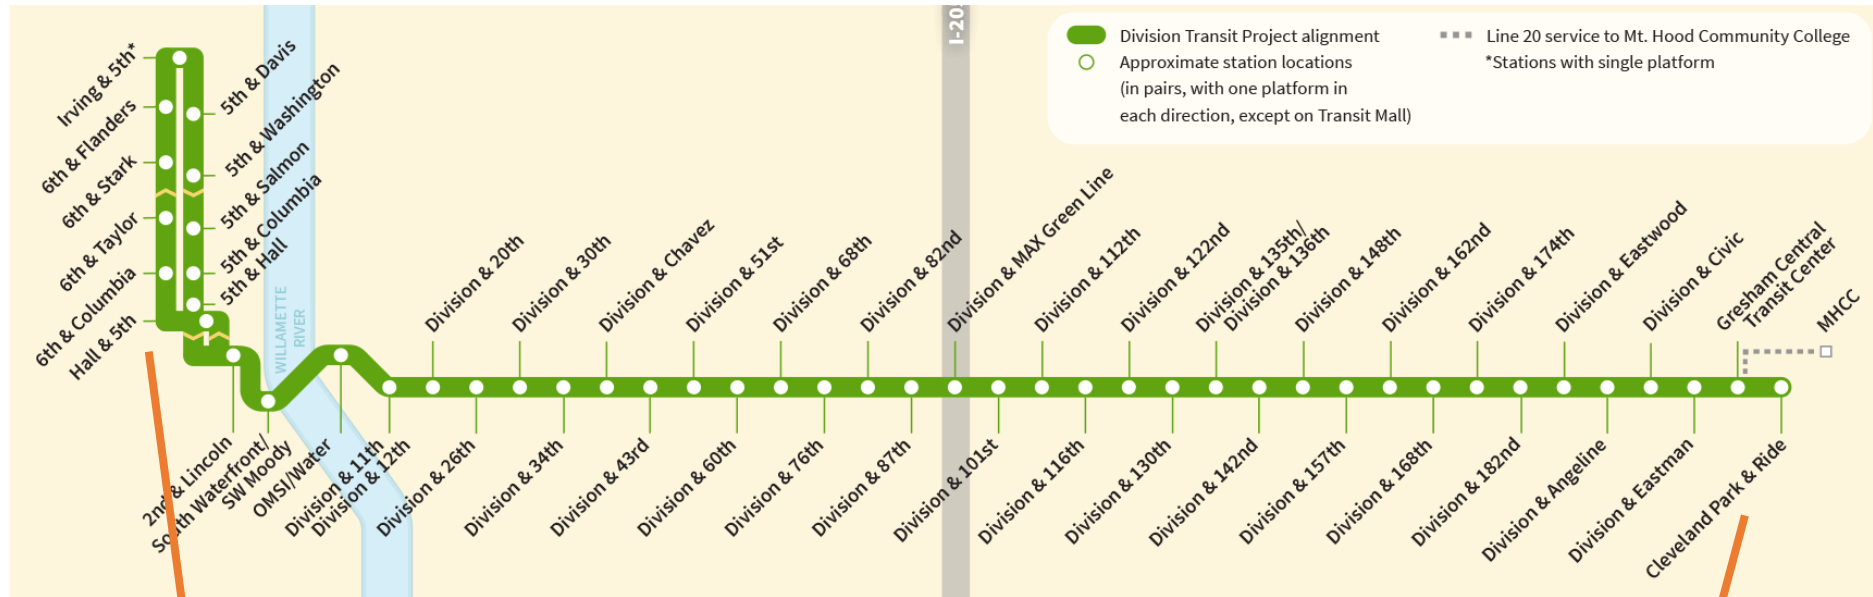 Irving & 5th*
6th & Flanders
6th & Stark
6th & Taylor
6th & Columbia
Hall & 5th
5th & Davis
5th & Washington
5th & Salmon
5th & Columbia
5th & Hall
WILLAMETTE
RIVER
2nd & Lincoln
South Waterfront/
SW Moody
OMSI/Water
Division & 11th
Division & 12th
Division & 20th
Division & 26th
Division & 30th
Division & 34th
Division & Chavez
Division & 43rd
Division & 51st
Division & 60th
Division & 68th
Division & 76th
Division & 82nd
Division & 87th
Division & MAX Green Line
Division & 101st
Division & 112th
Division & 116th
Division & 122nd
Division & 130th
Division & 135th/
Division & 136th
Division & 142nd
Division & 148th
Division & 157th
Division & 162nd
Division & 168th
Division & 174th
Division & 182nd
Division & Eastwood
Division & Angeline
Division & Civic
Division & Eastman
Gresham Central
Transit Center
Cleveland Park & Ride
MHCC
I-20
Division Transit Project alignment
Approximate station locations
(in pairs, with one platform in
each direction, except on Transit Mall)
Line 20 service to Mt. Hood Community College
*Stations with single platform